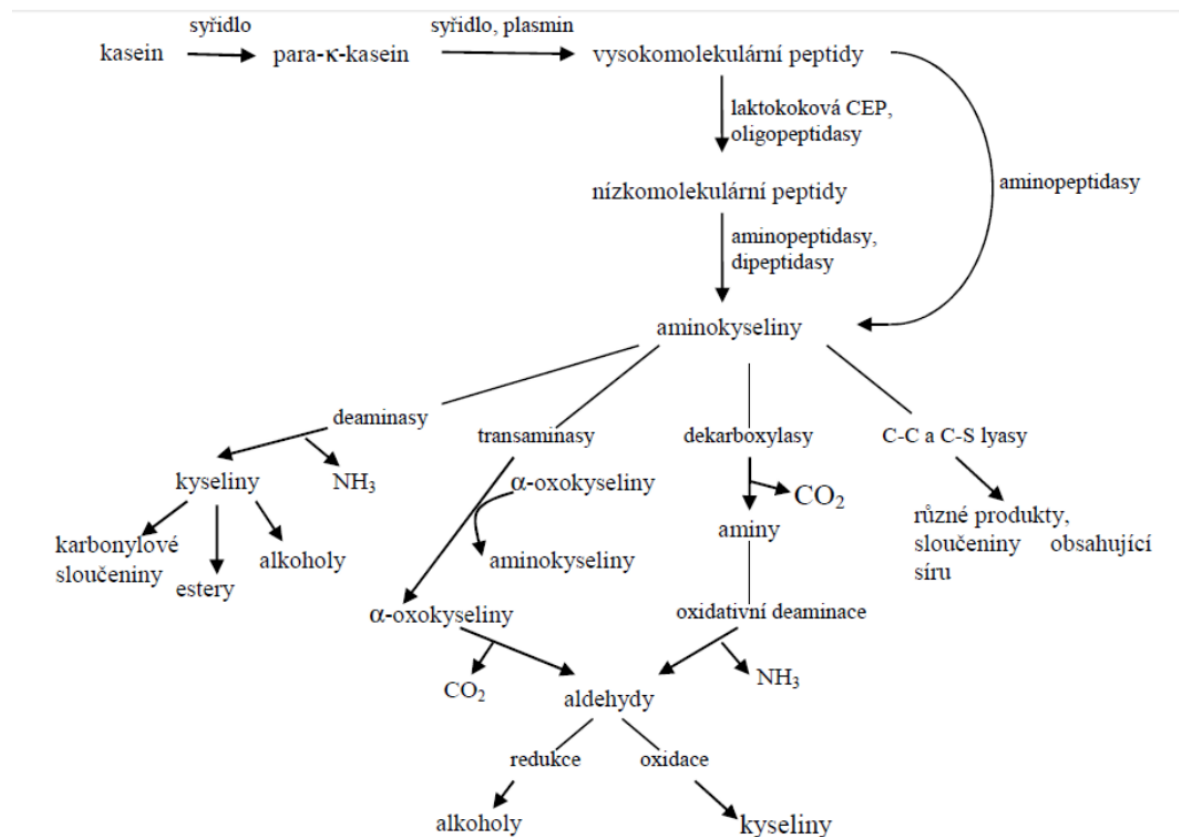 syřidlo
syřidlo, plasmin
kasein
para-κ-kasein
vysokomolekulární peptidy
laktokoková CEP,
oligopeptidasy
aminopeptidasy
nízkomolekulární peptidy
aminopeptidasy,
dipeptidasy
aminokyseliny
deaminasy
transaminasy
dekarboxylasy
C-C a C-S lyasy
kyseliny
NH₃
α-oxokyseliny
CO₂
různé produkty,
sloučeniny obsahující
síru
aminy
karbonylové
sloučeniny
estery
alkoholy
aminokyseliny
α-oxokyseliny
oxidativní deaminace
CO₂
aldehydy
NH₃
redukce
oxidace
alkoholy
kyseliny